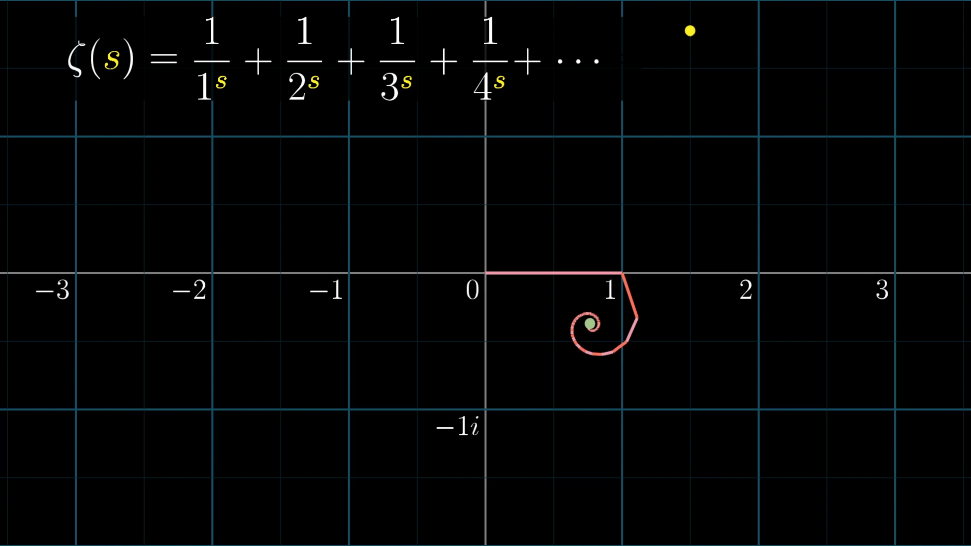 ζ(s) = 1/1^s + 1/2^s + 1/3^s + 1/4^s + ···
−3 −2 −1 0 1 2 3
−1i